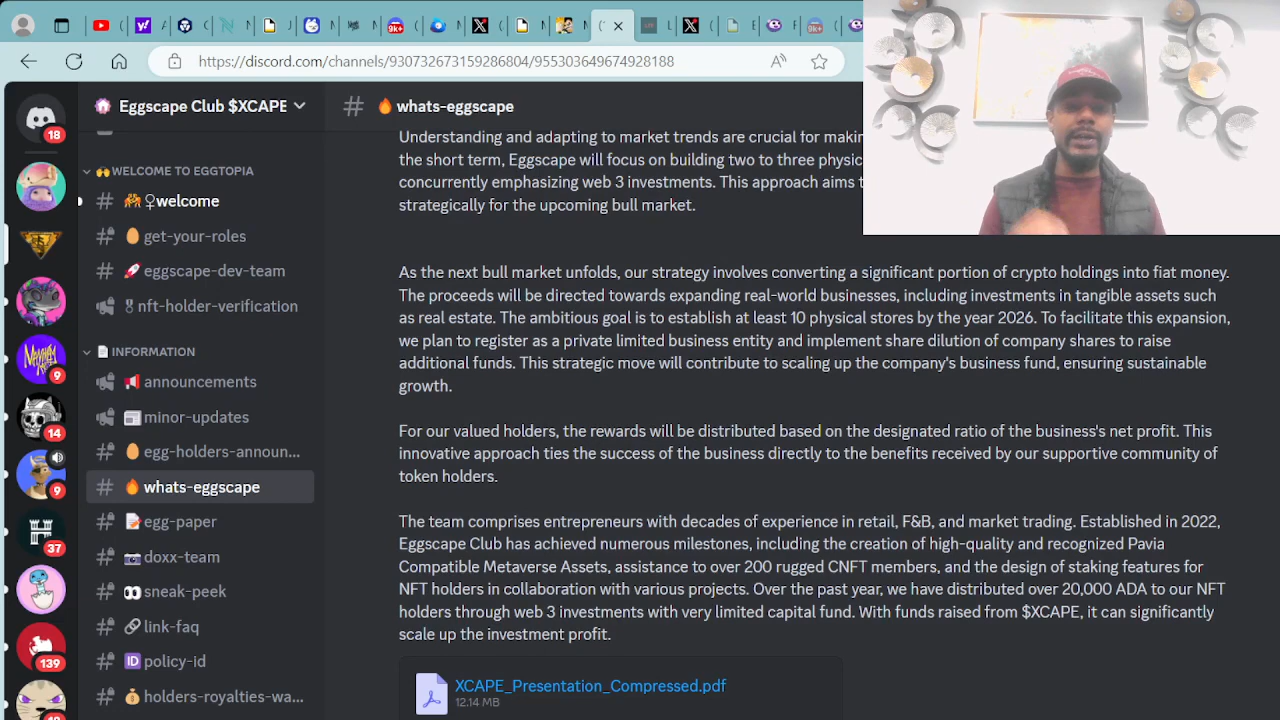 https://discord.com/channels/930732673159286804/955303649674928188
18
Eggscape Club $XCAPE
whats-eggscape
WELCOME TO EGGTOPIA
welcome
get-your-roles
eggscape-dev-team
nft-holder-verification
INFORMATION
announcements
minor-updates
egg-holders-announ...
whats-eggscape
egg-paper
doxx-team
sneak-peek
link-faq
policy-id
holders-royalties-wa...
9
14
9
37
139
Understanding and adapting to market trends are crucial for
the short term, Eggscape will focus on building two to three
concurrently emphasizing web 3 investments. This approach aims
strategically for the upcoming bull market.
As the next bull market unfolds, our strategy involves converting a significant portion of crypto holdings into fiat money.
The proceeds will be directed towards expanding real-world businesses, including investments in tangible assets such
as real estate. The ambitious goal is to establish at least 10 physical stores by the year 2026. To facilitate this expansion,
we plan to register as a private limited business entity and implement share dilution of company shares to raise
additional funds. This strategic move will contribute to scaling up the company's business fund, ensuring sustainable
growth.
For our valued holders, the rewards will be distributed based on the designated ratio of the business's net profit. This
innovative approach ties the success of the business directly to the benefits received by our supportive community of
token holders.
The team comprises entrepreneurs with decades of experience in retail, F&B, and market trading. Established in 2022,
Eggscape Club has achieved numerous milestones, including the creation of high-quality and recognized Pavia
Compatible Metaverse Assets, assistance to over 200 rugged CNFT members, and the design of staking features for
NFT holders in collaboration with various projects. Over the past year, we have distributed over 20,000 ADA to our NFT
holders through web 3 investments with very limited capital fund. With funds raised from $XCAPE, it can significantly
scale up the investment profit.
XCAPE_Presentation_Compressed.pdf
12.14 MB